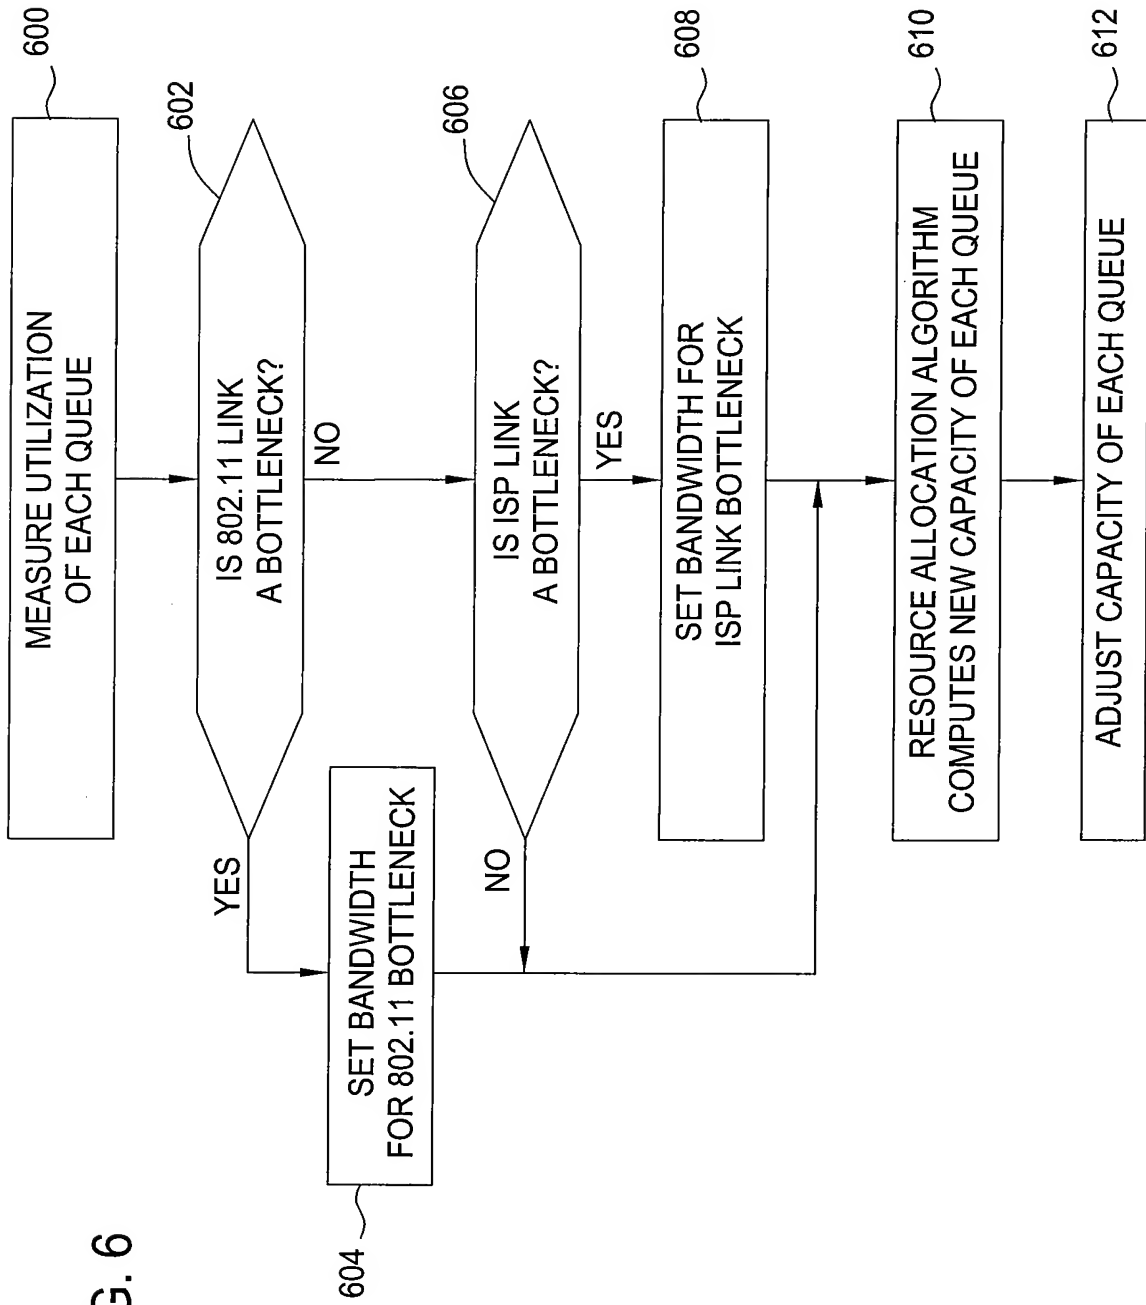 600
MEASURE UTILIZATION
OF EACH QUEUE
602
IS 802.11 LINK
A BOTTLENECK?
YES
NO
604
SET BANDWIDTH
FOR 802.11 BOTTLENECK
606
IS ISP LINK
A BOTTLENECK?
NO
YES
608
SET BANDWIDTH FOR
ISP LINK BOTTLENECK
610
RESOURCE ALLOCATION ALGORITHM
COMPUTES NEW CAPACITY OF EACH QUEUE
612
ADJUST CAPACITY OF EACH QUEUE
G. 6